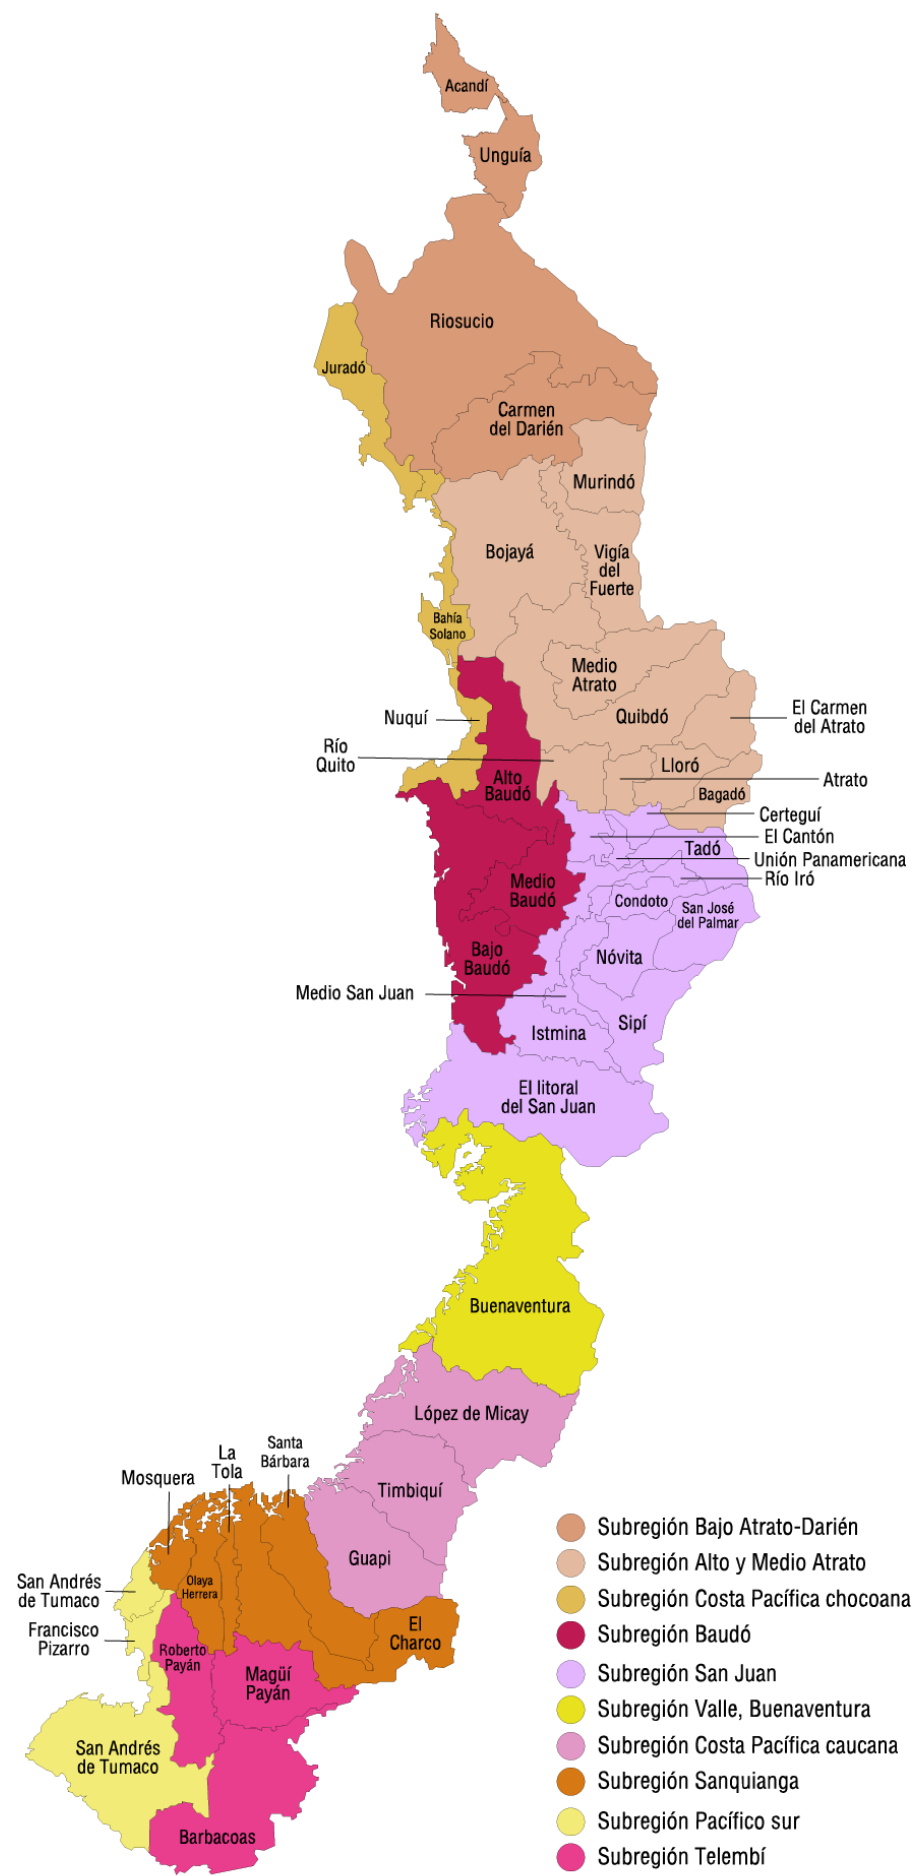 Acandí
Unguía
Riosucio
Juradó
Carmen
del Darién
Murindó
Bojayá
Vigía
del
Fuerte
Bahía
Solano
Medio
Atrato
Nuquí
Quibdó
El Carmen
del Atrato
Río
Quito
Alto
Baudó
Lloró
Atrato
Bagadó
Certeguí
El Cantón
Tadó
Unión Panamericana
Río Iró
Medio
Baudó
Condoto
San José
del Palmar
Bajo
Baudó
Nóvita
Medio San Juan
Istmina
Sipí
El litoral
del San Juan
Buenaventura
López de Micay
Santa
Bárbara
La
Tola
Mosquera
Timbiquí
Guapi
San Andrés
de Tumaco
Olaya
Herrera
Francisco
Pizarro
Roberto
Payán
El
Charco
Magüí
Payán
San Andrés
de Tumaco
Barbacoas
Subregión Bajo Atrato-Darién
Subregión Alto y Medio Atrato
Subregión Costa Pacífica chocoana
Subregión Baudó
Subregión San Juan
Subregión Valle, Buenaventura
Subregión Costa Pacífica caucana
Subregión Sanquianga
Subregión Pacífico sur
Subregión Telembí